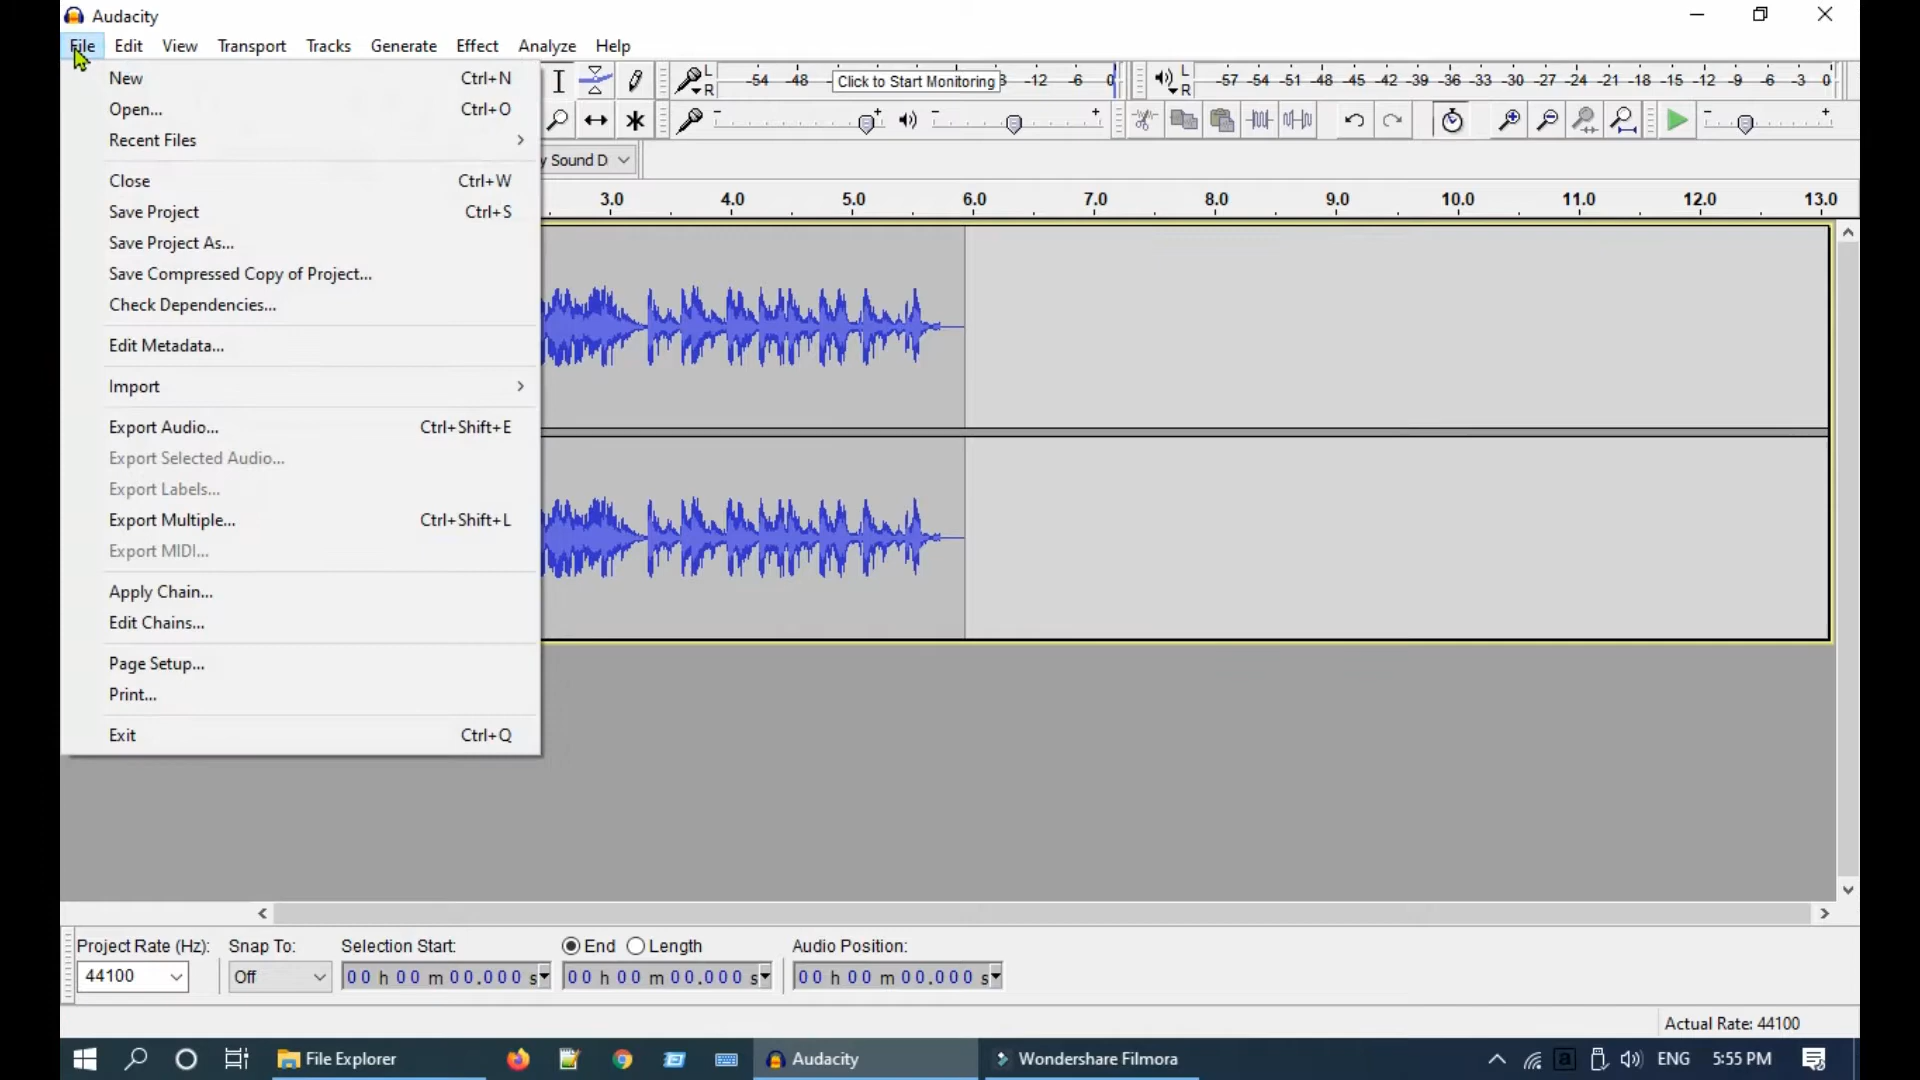 Audacity
File Edit View Transport Tracks Generate Effect Analyze Help
New Ctrl+N
Open... Ctrl+O
Recent Files
Close Ctrl+W
Save Project Ctrl+S
Save Project As...
Save Compressed Copy of Project...
Check Dependencies...
Edit Metadata...
Import
Export Audio... Ctrl+Shift+E
Export Selected Audio...
Export Labels...
Export Multiple... Ctrl+Shift+L
Export MIDI...
Apply Chain...
Edit Chains...
Page Setup...
Print...
Exit Ctrl+Q
L
R
-54 -48 Click to Start Monitoring -12 -6 0
L
R
-57 -54 -51 -48 -45 -42 -39 -36 -33 -30 -27 -24 -21 -18 -15 -12 -9 -6 -3 0
y Sound D
3.0 4.0 5.0 6.0 7.0 8.0 9.0 10.0 11.0 12.0 13.0
Project Rate (Hz): Snap To: Selection Start: End Length Audio Position:
44100 Off 00 h 00 m 00.000 s 00 h 00 m 00.000 s 00 h 00 m 00.000 s
Actual Rate: 44100
File Explorer Audacity Wondershare Filmora ENG 5:55 PM